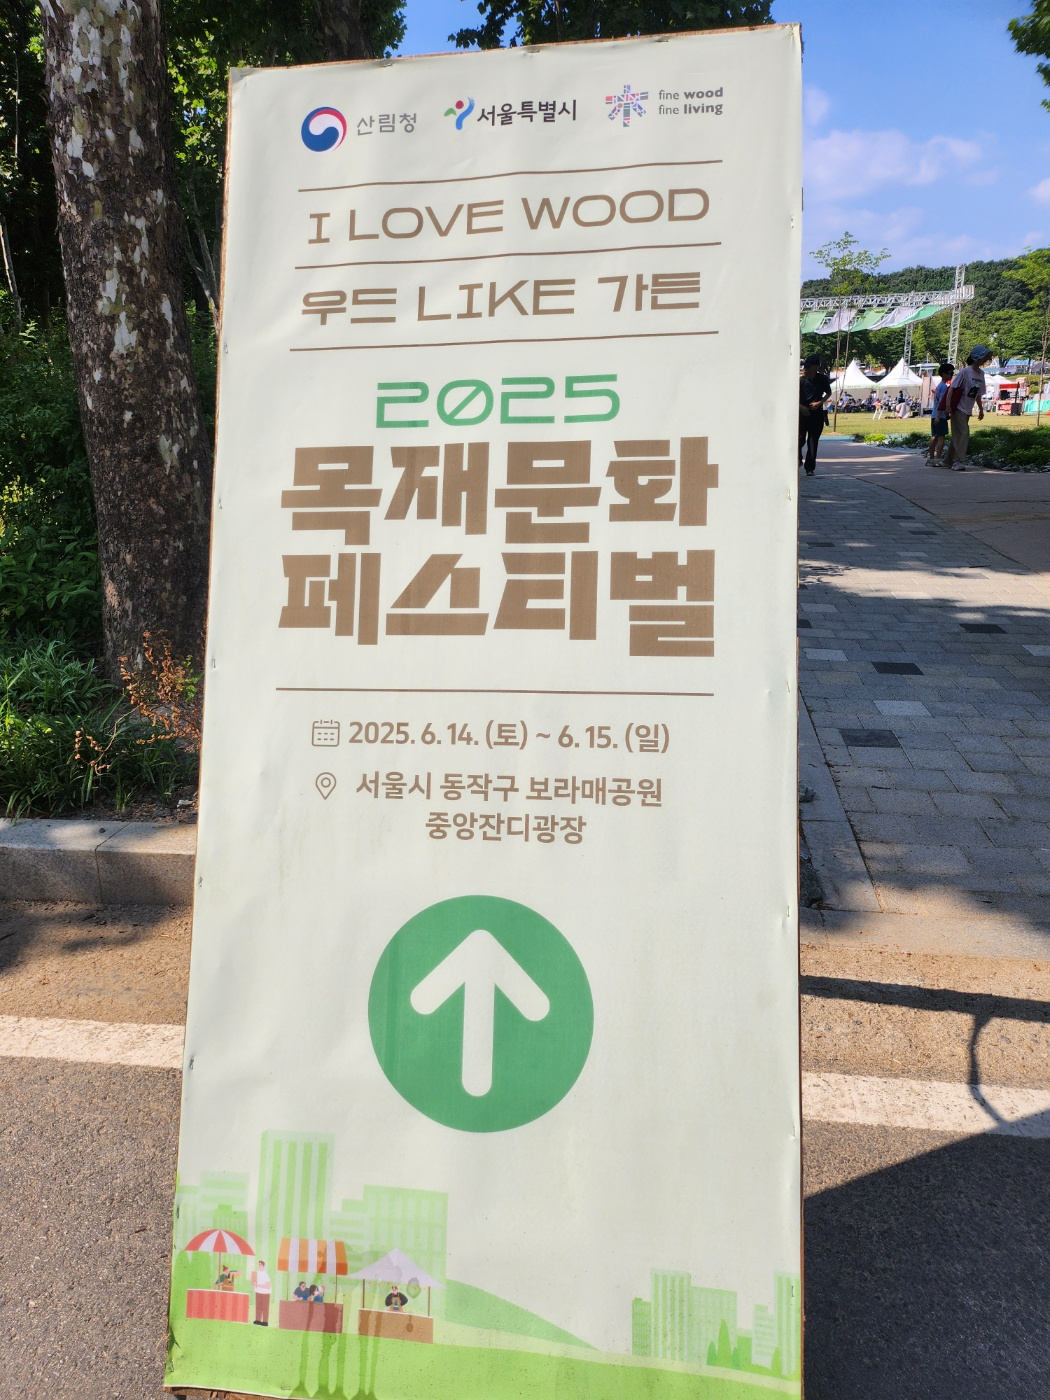 산림청 서울특별시 fine wood
fine living
I LOVE WOOD
우드 LIKE 가든
2025
목재문화
페스티벌
2025. 6. 14. (토) ~ 6. 15. (일)
서울시 동작구 보라매공원
중앙잔디광장